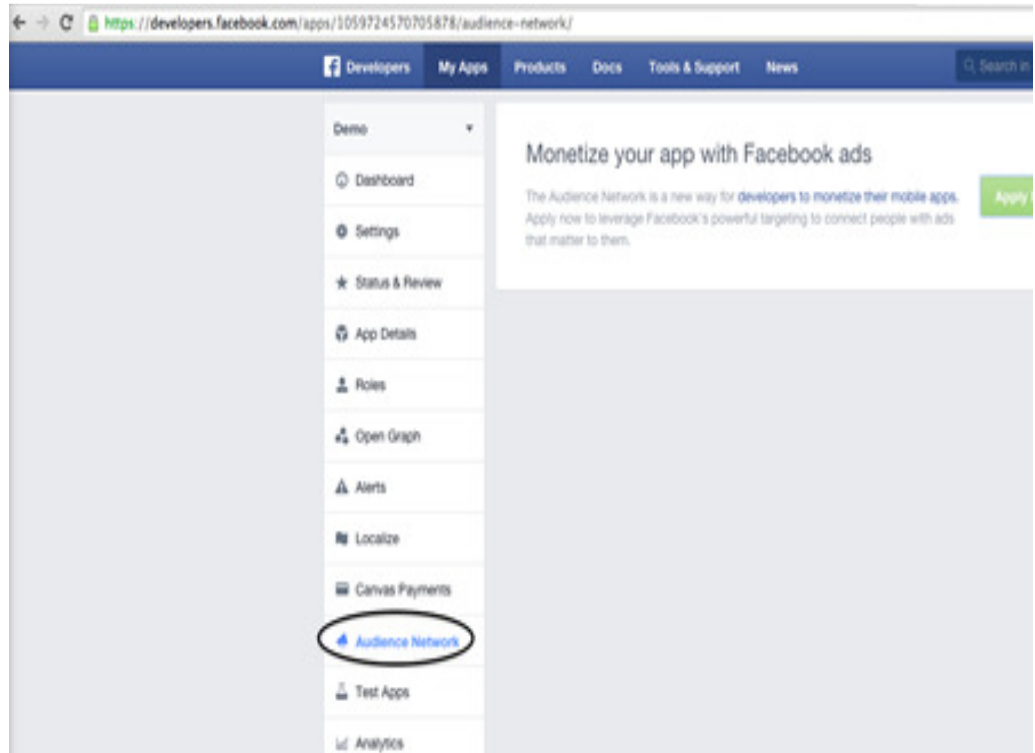 https://developers.facebook.com/apps/1059724570705878/audience-network/
Developers My Apps Products Docs Tools & Support News Search in
Demo
Dashboard
Settings
Status & Review
App Details
Roles
Open Graph
Alerts
Localize
Canvas Payments
Audience Network
Test Apps
Analytics
Monetize your app with Facebook ads
The Audience Network is a new way for developers to monetize their mobile apps.
Apply now to leverage Facebook's powerful targeting to connect people with ads
that matter to them.
Apply